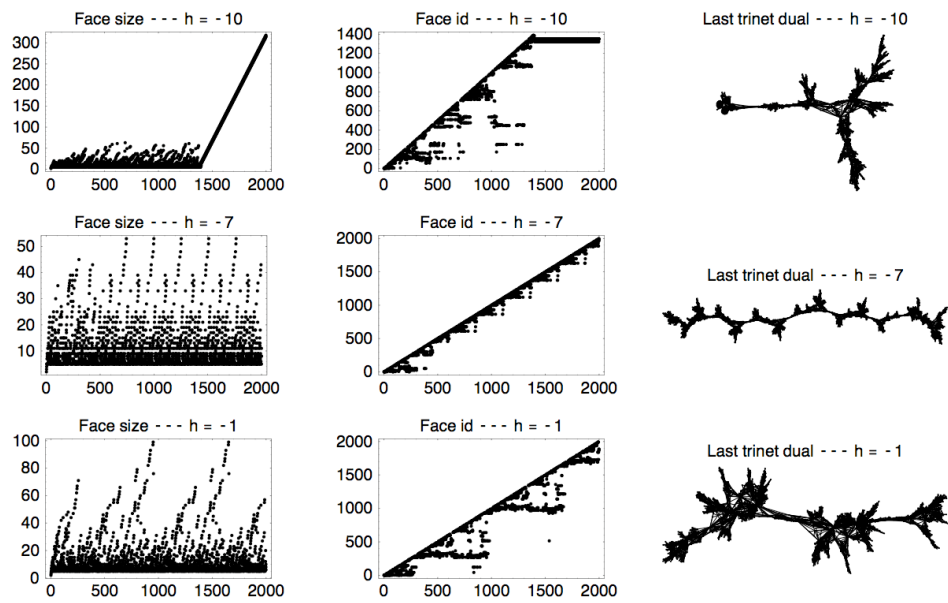 Face size --- h = -10
300
250
200
150
100
50
0
0 500 1000 1500 2000
Face id --- h = -10
1400
1200
1000
800
600
400
200
0
0 500 1000 1500 2000
Last trinet dual --- h = -10
Face size --- h = -7
50
40
30
20
10
0 500 1000 1500 2000
Face id --- h = -7
2000
1500
1000
500
0
0 500 1000 1500 2000
Last trinet dual --- h = -7
Face size --- h = -1
100
80
60
40
20
0
0 500 1000 1500 2000
Face id --- h = -1
2000
1500
1000
500
0
0 500 1000 1500 2000
Last trinet dual --- h = -1